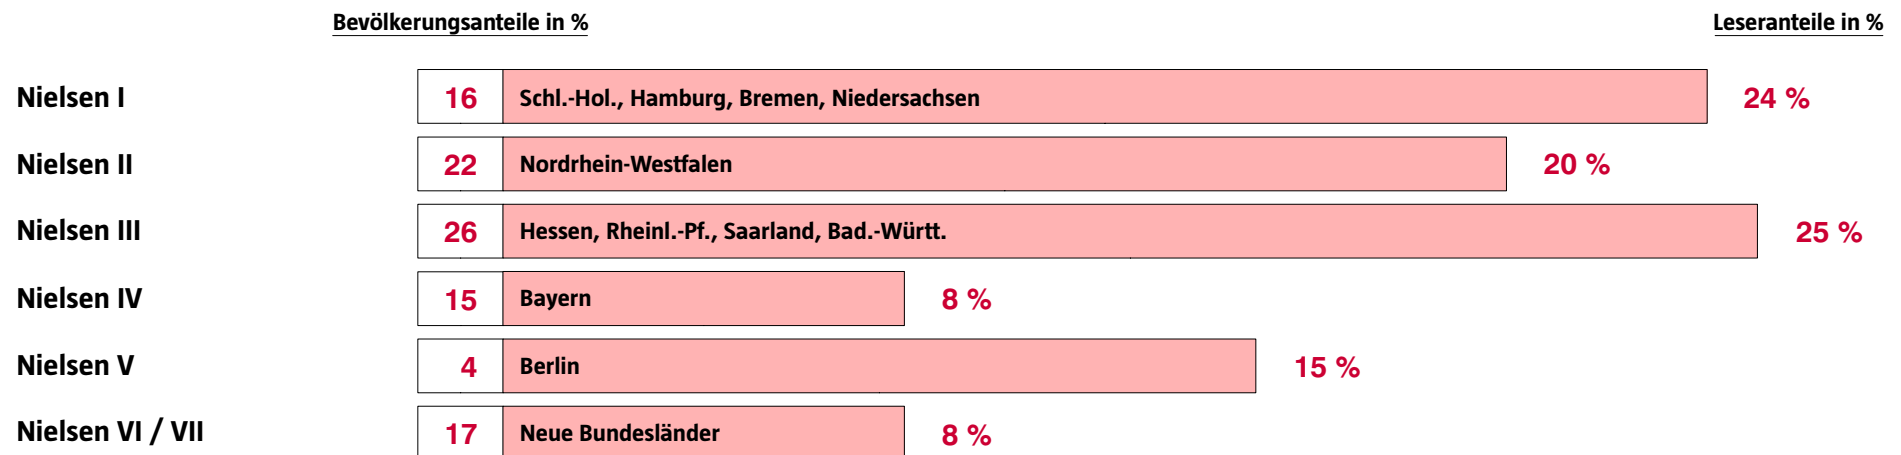 Bevölkerungsanteile in % Leseranteile in %
Nielsen I 16 Schl.-Hol., Hamburg, Bremen, Niedersachsen 24 %
Nielsen II 22 Nordrhein-Westfalen 20 %
Nielsen III 26 Hessen, Rheinl.-Pf., Saarland, Bad.-Württ. 25 %
Nielsen IV 15 Bayern 8 %
Nielsen V 4 Berlin 15 %
Nielsen VI / VII 17 Neue Bundesländer 8 %